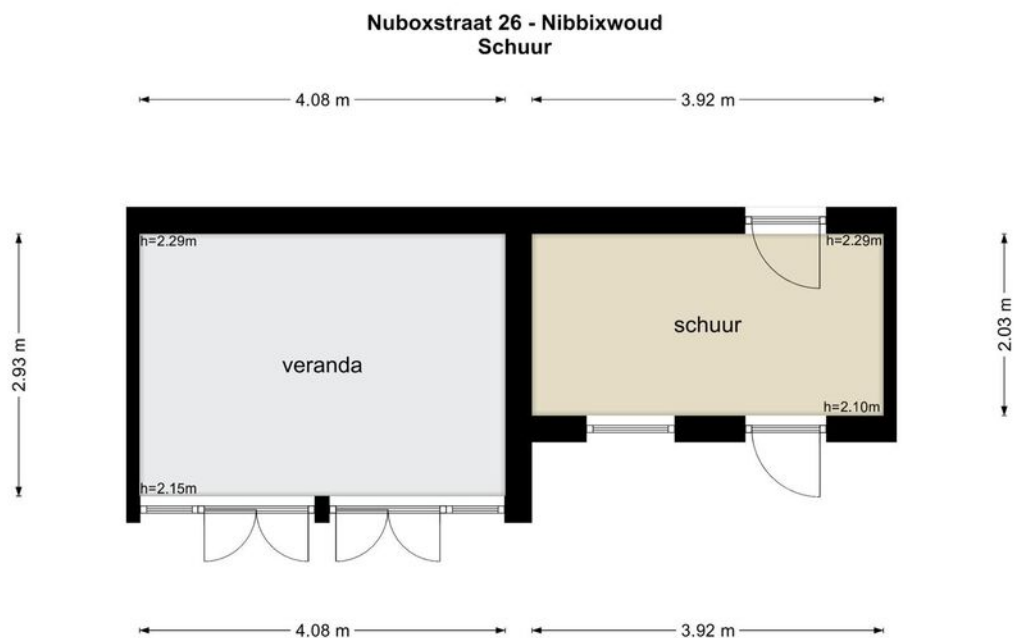 Nuboxstraat 26 - Nibbixwoud
Schuur
4.08 m
3.92 m
h=2.29m
h=2.29m
2.93 m
veranda
schuur
2.03 m
h=2.10m
h=2.15m
4.08 m
3.92 m